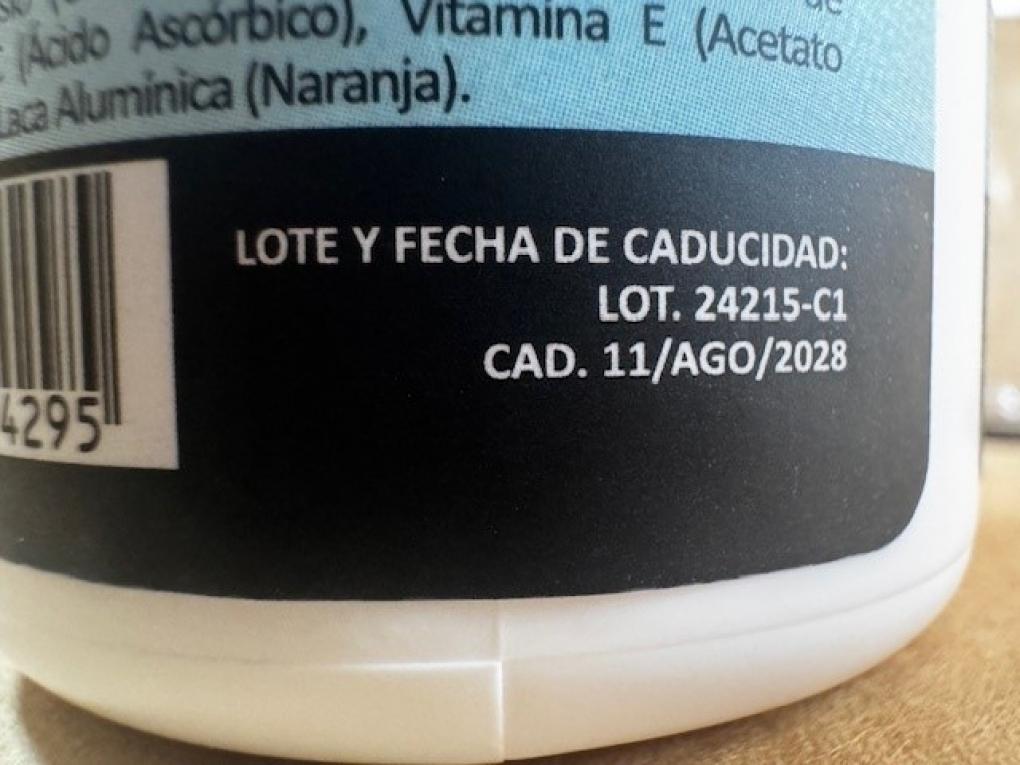 de
(Ácido Ascórbico), Vitamina E (Acetato
Laca Alumínica (Naranja).
LOTE Y FECHA DE CADUCIDAD:
LOT. 24215-C1
CAD. 11/AGO/2028
4295